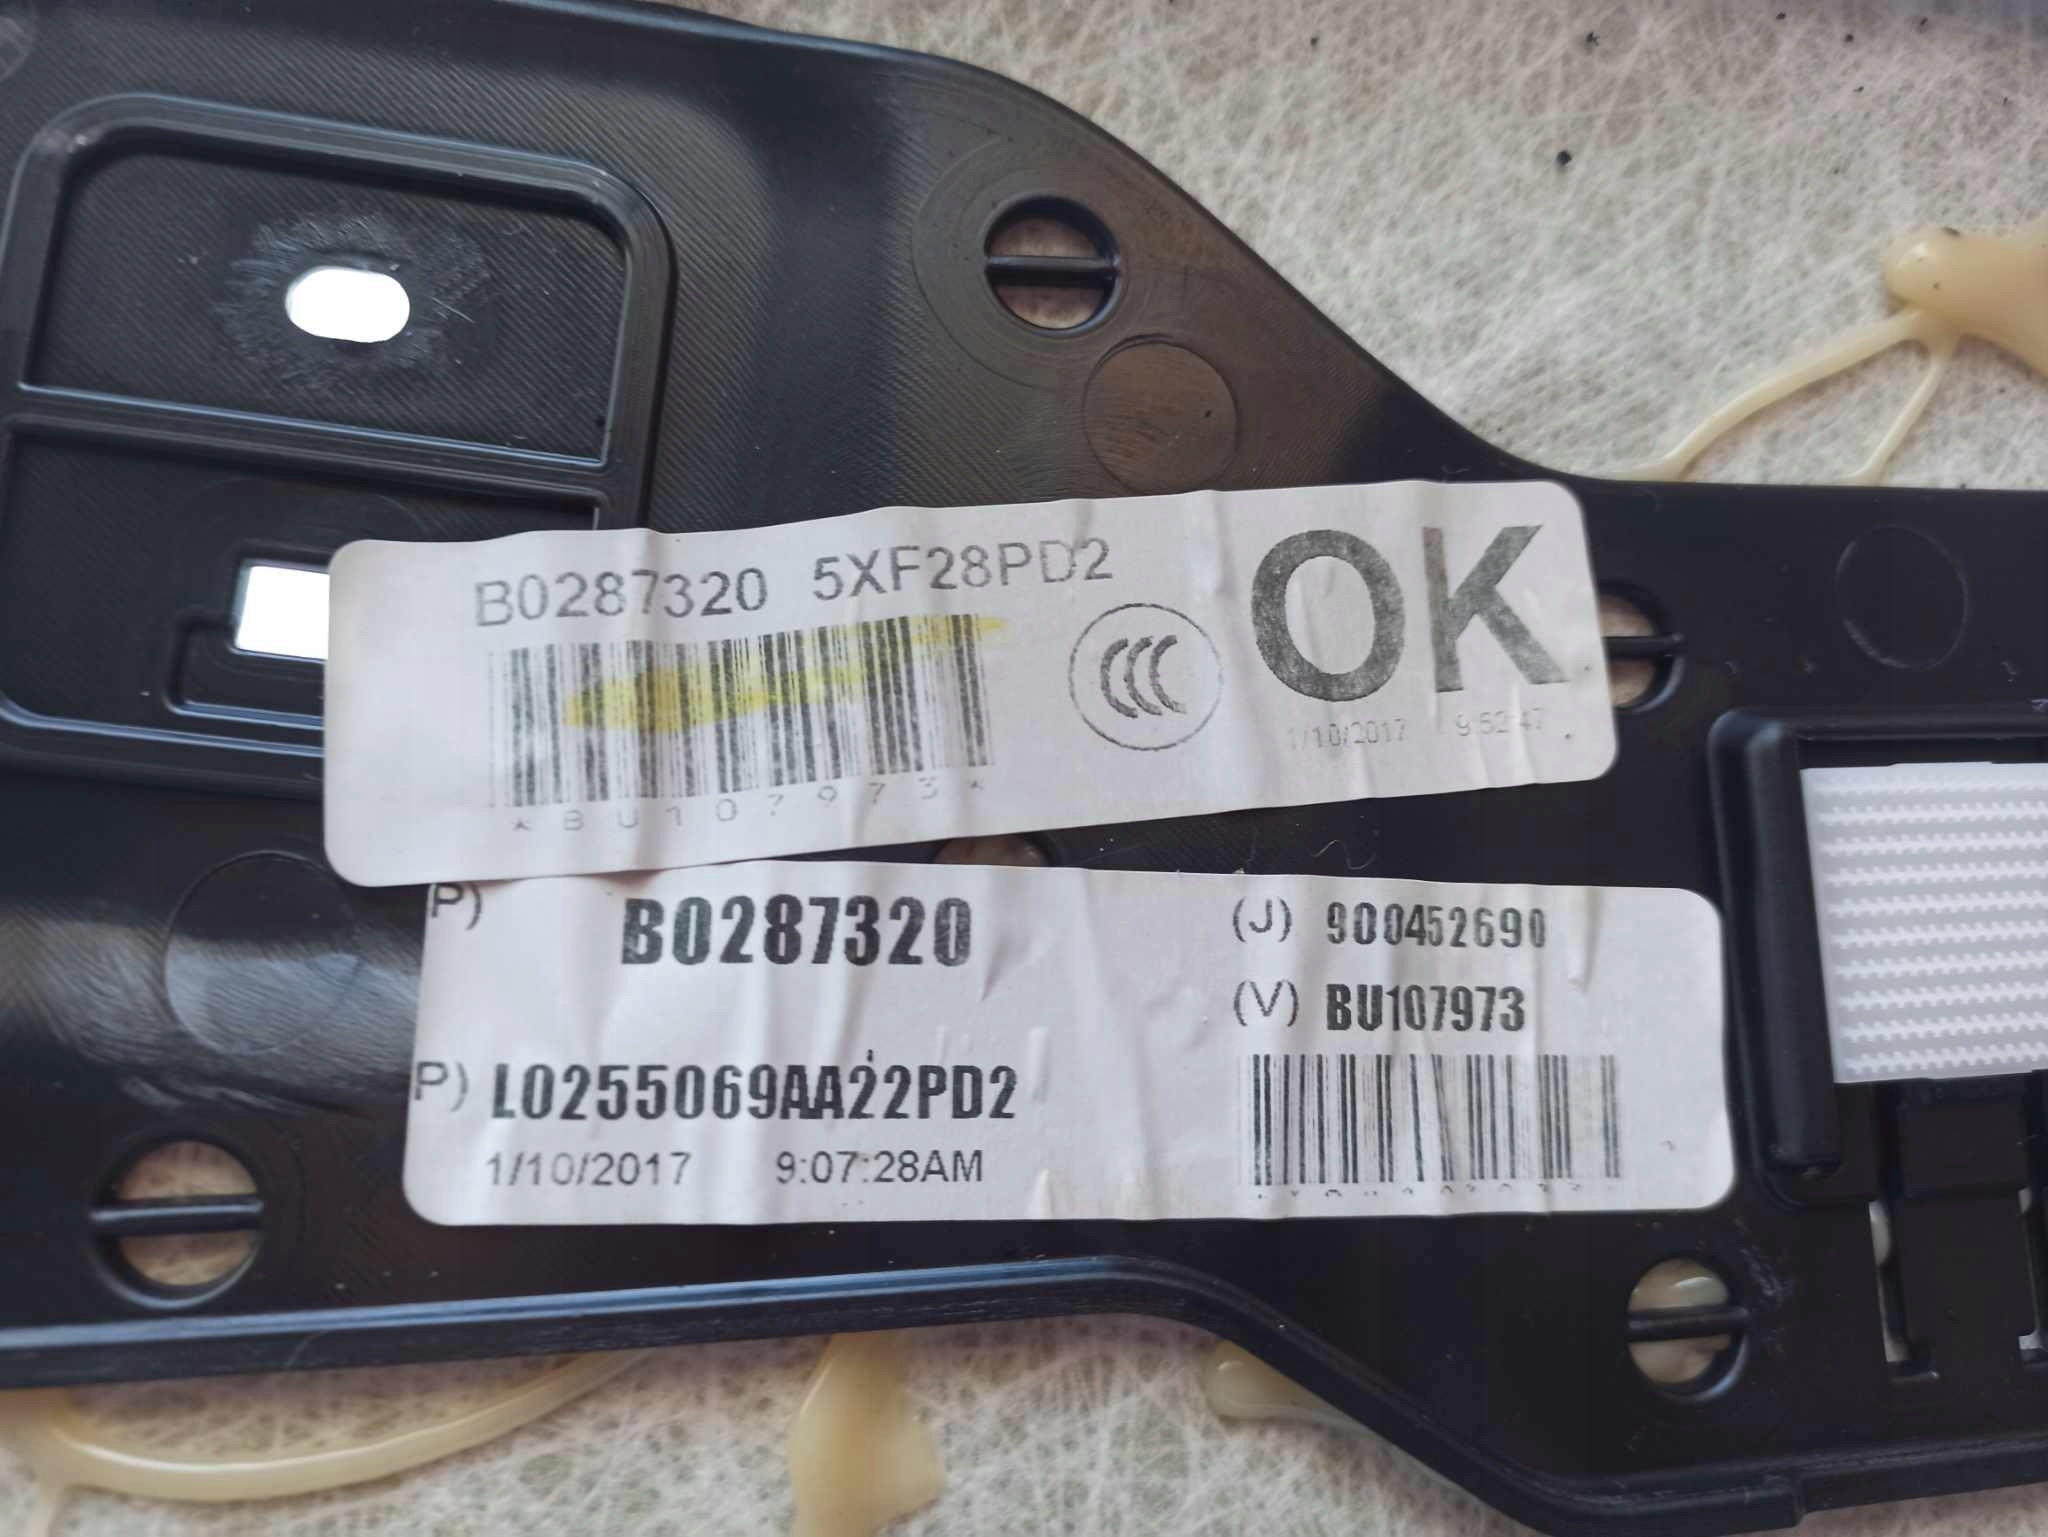 B0287320 5XF28PD2
CCC
OK
1/10/2017 9:52:47
*BU107973*
P) B0287320
(J) 900452690
(V) BU107973
P) L0255069AA22PD2
1/10/2017 9:07:28AM